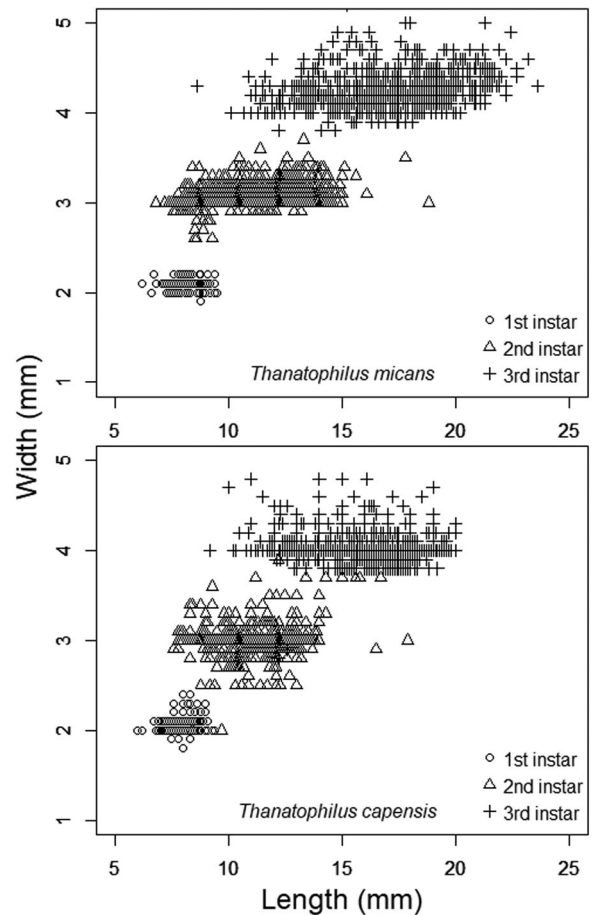 5
4
3
2
1
○ 1st instar
△ 2nd instar
+ 3rd instar
Thanatophilus micans
5 10 15 20 25
Width (mm)
5
4
3
2
1
○ 1st instar
△ 2nd instar
+ 3rd instar
Thanatophilus capensis
5 10 15 20 25
Length (mm)